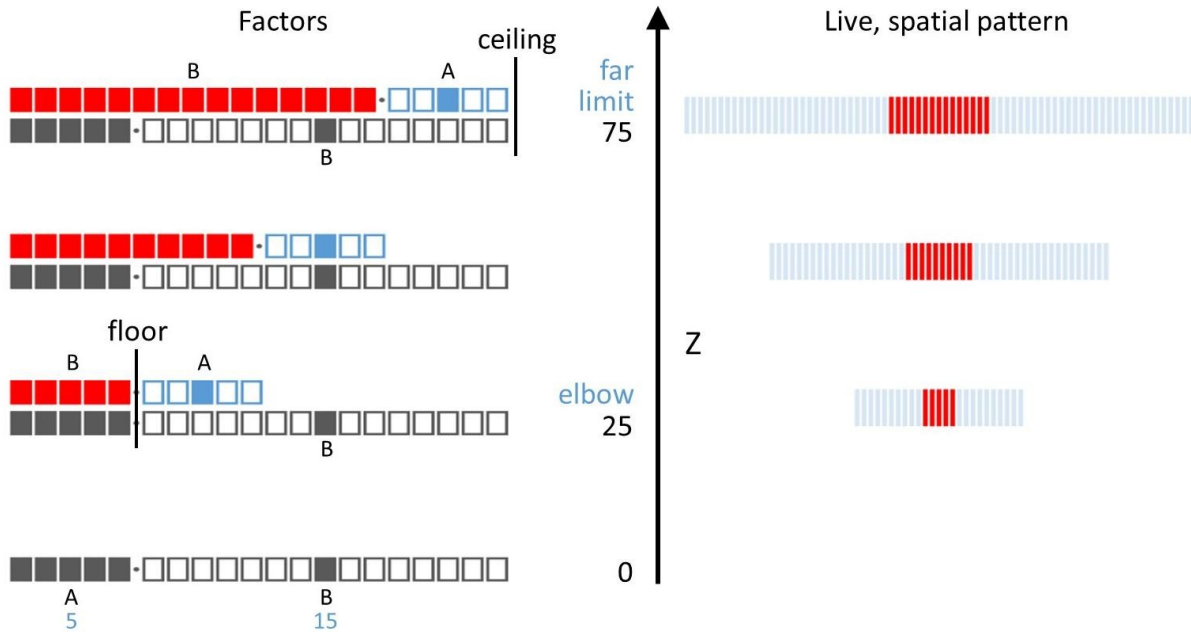 Factors
Live, spatial pattern
ceiling
B
A
far
limit
75
B
floor
B
A
Z
elbow
25
B
0
A
B
5
15